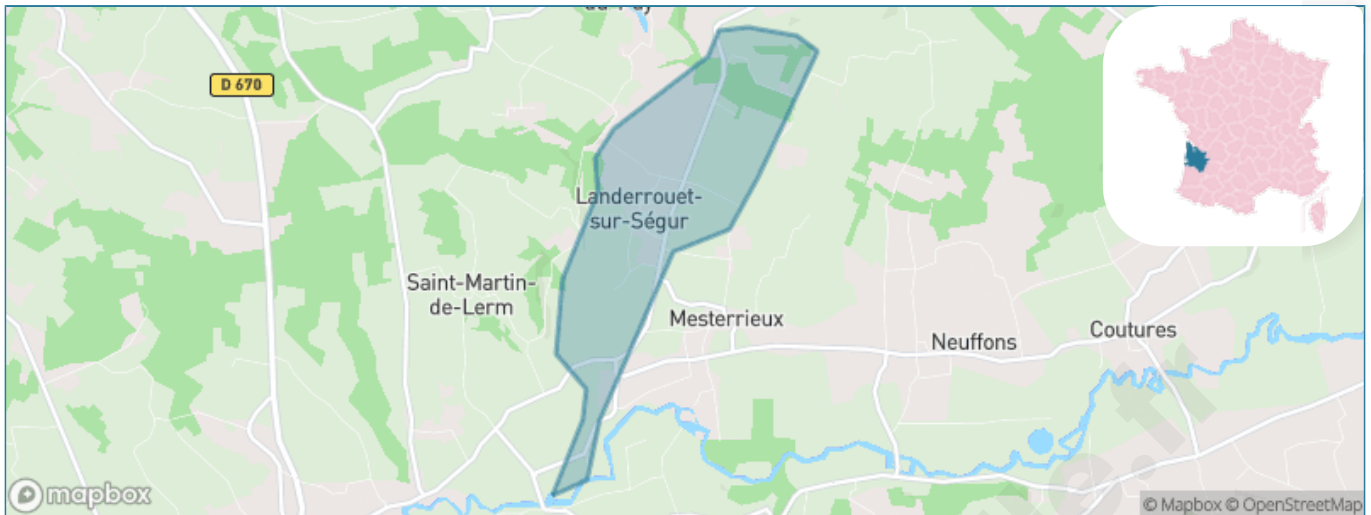 D 670
Landerrouet-
sur-Ségur
Saint-Martin-
de-Lerm
Mesterrieux
Neuffons
Coutures
mapbox
© Mapbox © OpenStreetMap